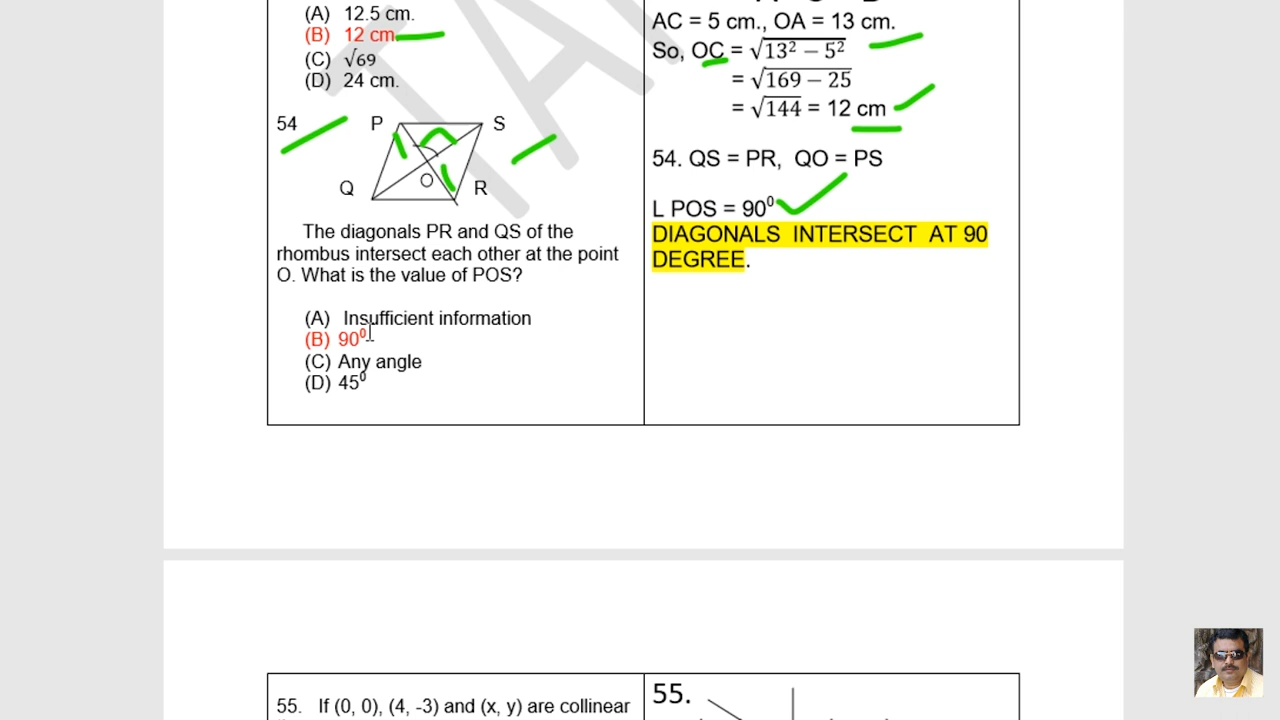 (A) 12.5 cm.
(B) 12 cm
(C) √69
(D) 24 cm.
54
P
S
Q
O
R
The diagonals PR and QS of the
rhombus intersect each other at the point
O. What is the value of POS?
(A) Insufficient information
(B) 90⁰
(C) Any angle
(D) 45⁰
AC = 5 cm., OA = 13 cm.
So, OC = √13² – 5²
= √169 – 25
= √144 = 12 cm
54. QS = PR, QO = PS
L POS = 90⁰
DIAGONALS INTERSECT AT 90
DEGREE.
55. If (0, 0), (4, -3) and (x, y) are collinear
55.